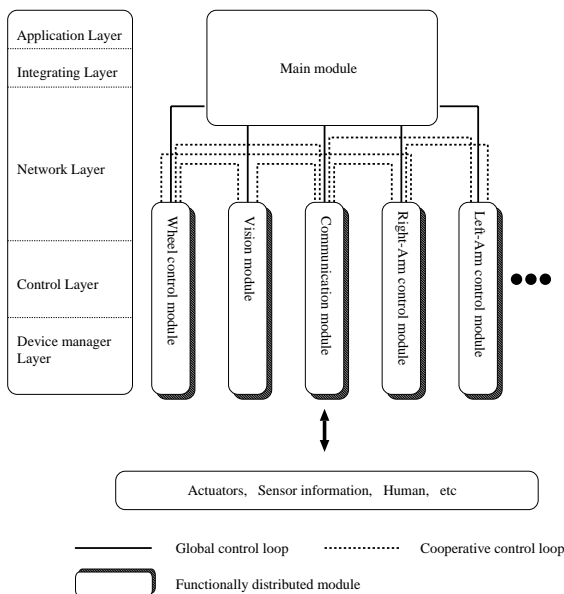 Application Layer
Integrating Layer
Network Layer
Control Layer
Device manager
Layer
Main module
Wheel control module
Vision module
Communication module
Right-Arm control module
Left-Arm control module
Actuators, Sensor information, Human, etc
Global control loop
Cooperative control loop
Functionally distributed module